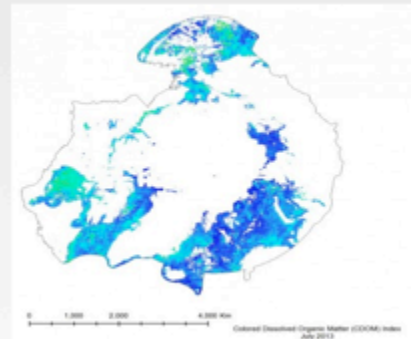 0 1,000 2,000 4,000 Km
Colored Dissolved Organic Matter (CDOM) Index
July 2013